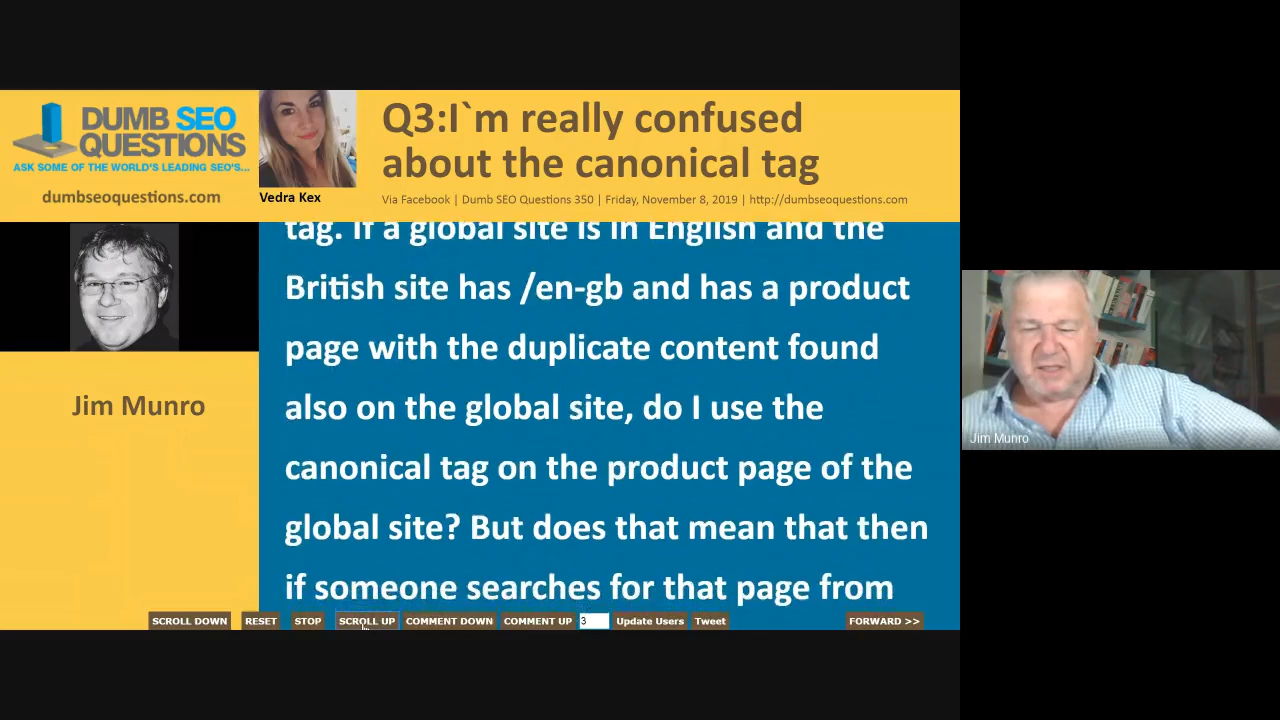 DUMB SEO
QUESTIONS
ASK SOME OF THE WORLD'S LEADING SEO'S...
dumbseoquestions.com
Vedra Kex
Q3:I`m really confused
about the canonical tag
Via Facebook | Dumb SEO Questions 350 | Friday, November 8, 2019 | http://dumbseoquestions.com
Jim Munro
tag. If a global site is in English and the
British site has /en-gb and has a product
page with the duplicate content found
also on the global site, do I use the
canonical tag on the product page of the
global site? But does that mean that then
if someone searches for that page from
SCROLL DOWN RESET STOP SCROLL UP COMMENT DOWN COMMENT UP 3 Update Users Tweet FORWARD >>
Jim Munro